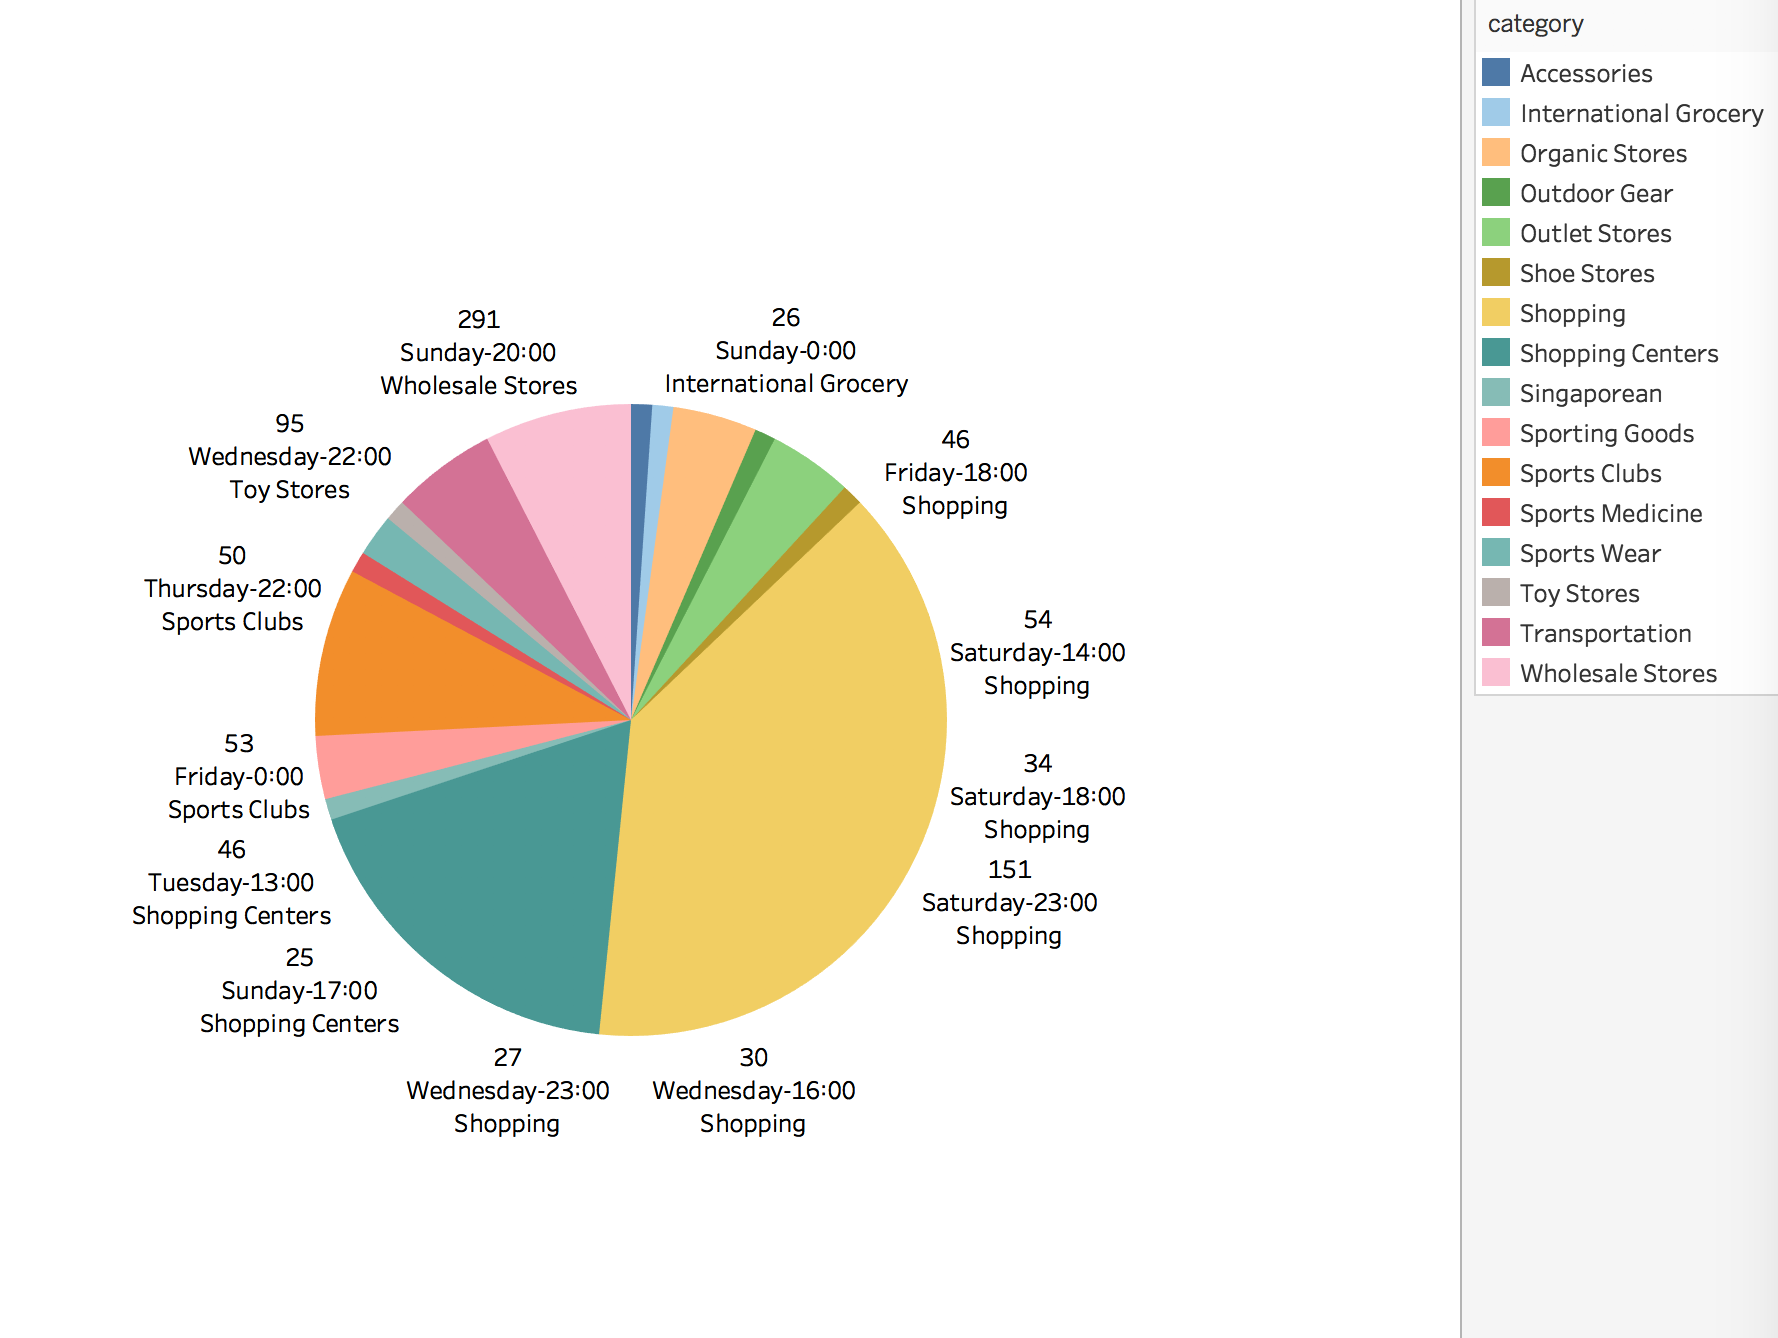 291
Sunday-20:00
Wholesale Stores
26
Sunday-0:00
International Grocery
95
Wednesday-22:00
Toy Stores
46
Friday-18:00
Shopping
50
Thursday-22:00
Sports Clubs
54
Saturday-14:00
Shopping
53
Friday-0:00
Sports Clubs
34
Saturday-18:00
Shopping
46
Tuesday-13:00
Shopping Centers
151
Saturday-23:00
Shopping
25
Sunday-17:00
Shopping Centers
27
Wednesday-23:00
Shopping
30
Wednesday-16:00
Shopping
category
Accessories
International Grocery
Organic Stores
Outdoor Gear
Outlet Stores
Shoe Stores
Shopping
Shopping Centers
Singaporean
Sporting Goods
Sports Clubs
Sports Medicine
Sports Wear
Toy Stores
Transportation
Wholesale Stores